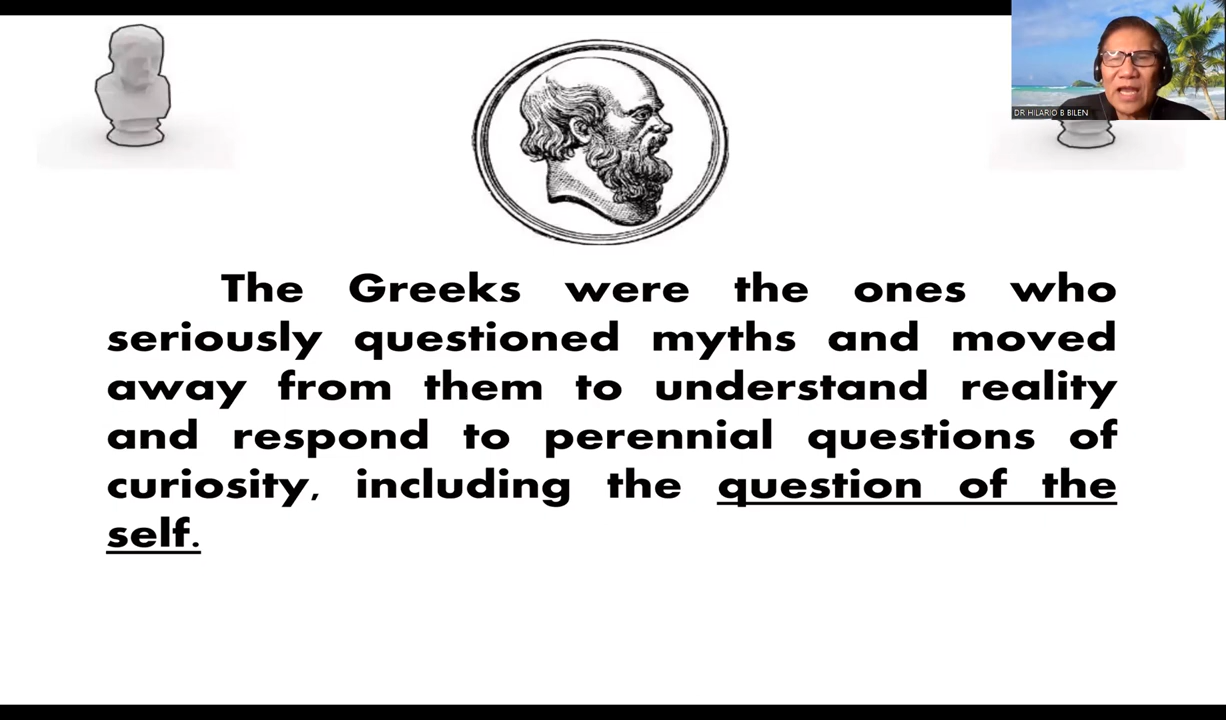 DR HILARIO B BILEN
The Greeks were the ones who
seriously questioned myths and moved
away from them to understand reality
and respond to perennial questions of
curiosity, including the question of the
self.